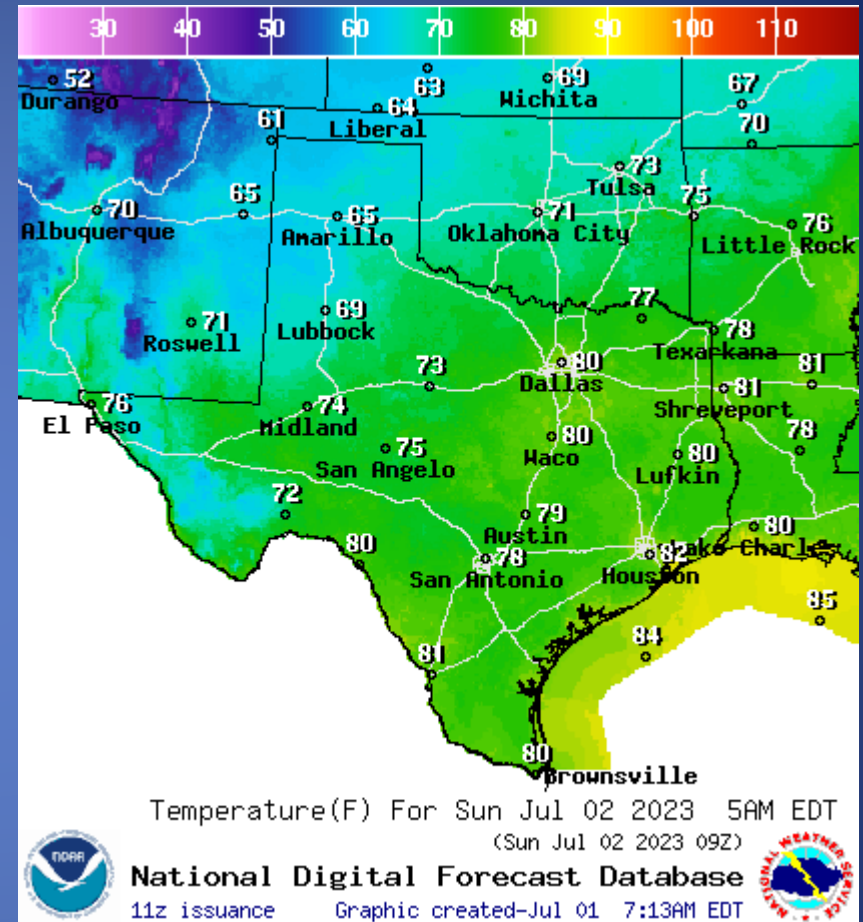 30 40 50 60 70 80 90 100 110
52
Durango
63
69
Wichita
67
64
Liberal
61
70
73
Tulsa
70
Albuquerque
65
65
Amarillo
71
Oklahoma City
75
76
Little Rock
71
Roswell
69
Lubbock
77
78
Texarkana
80
Dallas
73
81
Shreveport
81
76
El Paso
74
Midland
75
San Angelo
80
Waco
80
Lufkin
78
72
79
Austin
80
Lake Charl
80
78
San Antonio
82
Houston
85
84
81
80
Brownsville
Temperature(F) For Sun Jul 02 2023 5AM EDT
(Sun Jul 02 2023 09Z)
National Digital Forecast Database
11z issuance Graphic created-Jul 01 7:13AM EDT
NOAA
NATIONAL WEATHER SERVICE